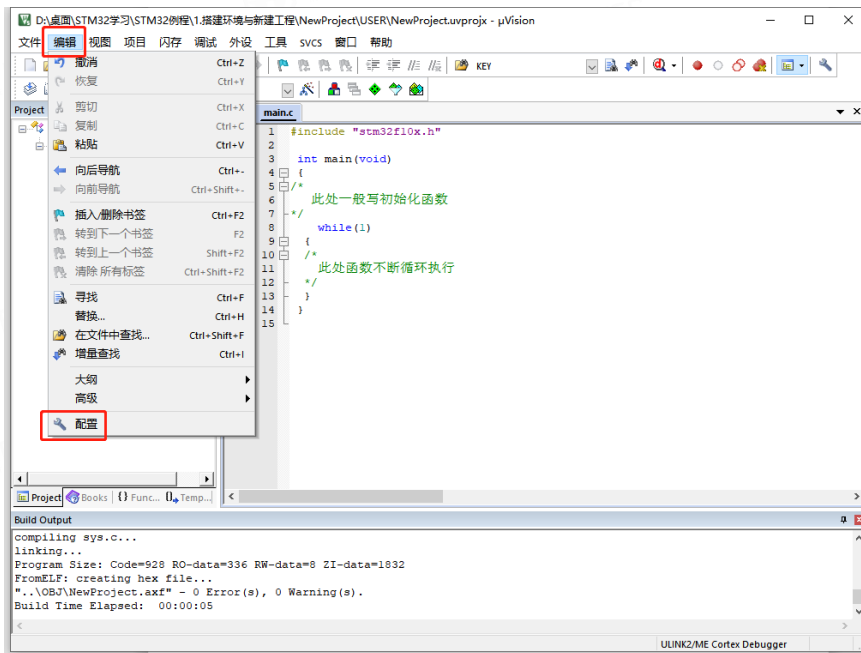 D:\桌面\STM32学习\STM32例程\1.搭建环境与新建工程\NewProject\USER\NewProject.uvprojx - µVision
文件 编辑 视图 项目 闪存 调试 外设 工具 SVCS 窗口 帮助
KEY
撤消 Ctrl+Z
恢复 Ctrl+Y
剪切 Ctrl+X
复制 Ctrl+C
粘贴 Ctrl+V
向后导航 Ctrl+-
向前导航 Ctrl+Shift+-
插入/删除书签 Ctrl+F2
转到下一个书签 F2
转到上一个书签 Shift+F2
清除 所有标签 Ctrl+Shift+F2
寻找 Ctrl+F
替换... Ctrl+H
在文件中查找... Ctrl+Shift+F
增量查找 Ctrl+I
大纲
高级
配置
Project
main.c
1 #include "stm32f10x.h"
2
3 int main(void)
4 {
5 /*
6 此处一般写初始化函数
7 */
8 while(1)
9 {
10 /*
11 此处函数不断循环执行
12 */
13 }
14 }
15
Project Books {} Func... Temp...
Build Output
compiling sys.c...
linking...
Program Size: Code=928 RO-data=336 RW-data=8 ZI-data=1832
FromELF: creating hex file...
"..\OBJ\NewProject.axf" - 0 Error(s), 0 Warning(s).
Build Time Elapsed:  00:00:05
ULINK2/ME Cortex Debugger